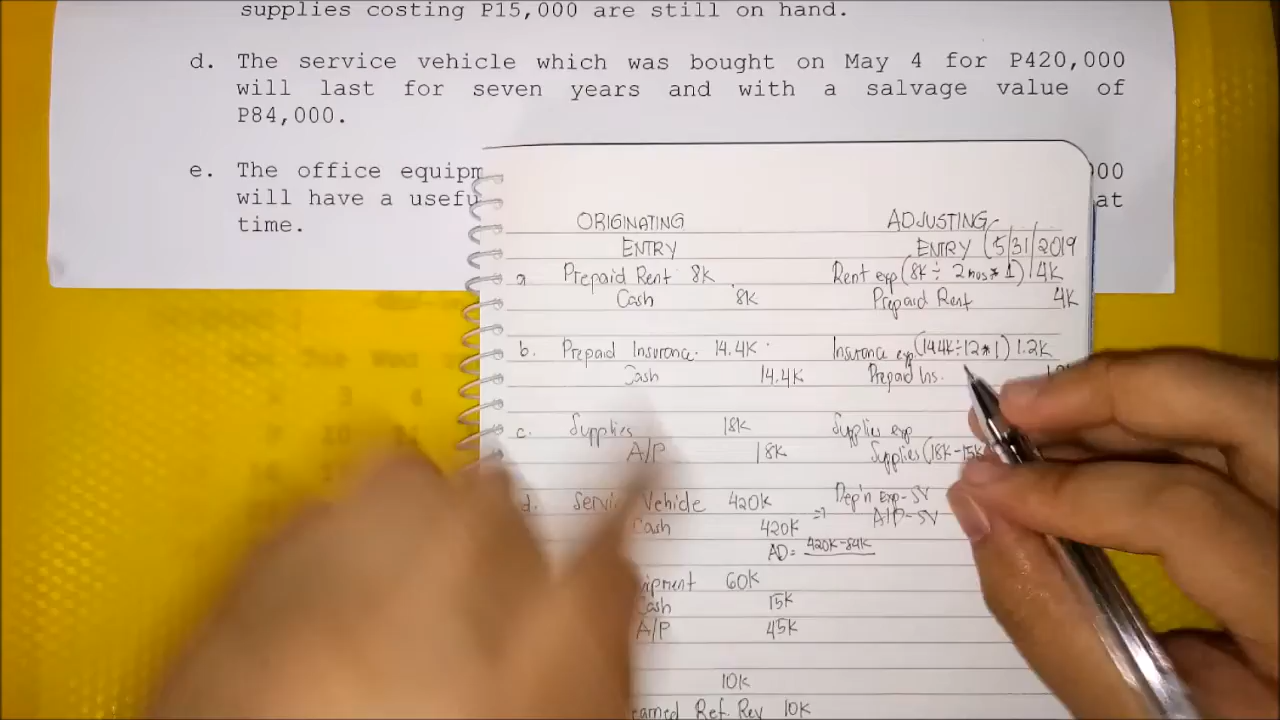 supplies costing P15,000 are still on hand.
d. The service vehicle which was bought on May 4 for P420,000
will last for seven years and with a salvage value of
P84,000.
e. The office equipm 00
will have a usefu at
time.
ORIGINATING ADJUSTING
ENTRY ENTRY (5/31/2019
a Prepaid Rent 8K Rent exp (8K ÷ 2mos * 1) 4K
Cash 8K Prepaid Rent 4K
b. Prepaid Insurance 14.4K Insurance exp (14.4K÷12*1) 1.2K
Cash 14.4K Prepaid Ins.
c. Supplies 18K Supplies exp
A/P 18K Supplies (18K-15K
d. Service Vehicle 420K => Dep'n Exp-SV
Cash 420K A/D-SV
AD= 420K-84K
ipment 60K
Cash 15K
A/P 45K
10K
earned Ref. Rev 10K